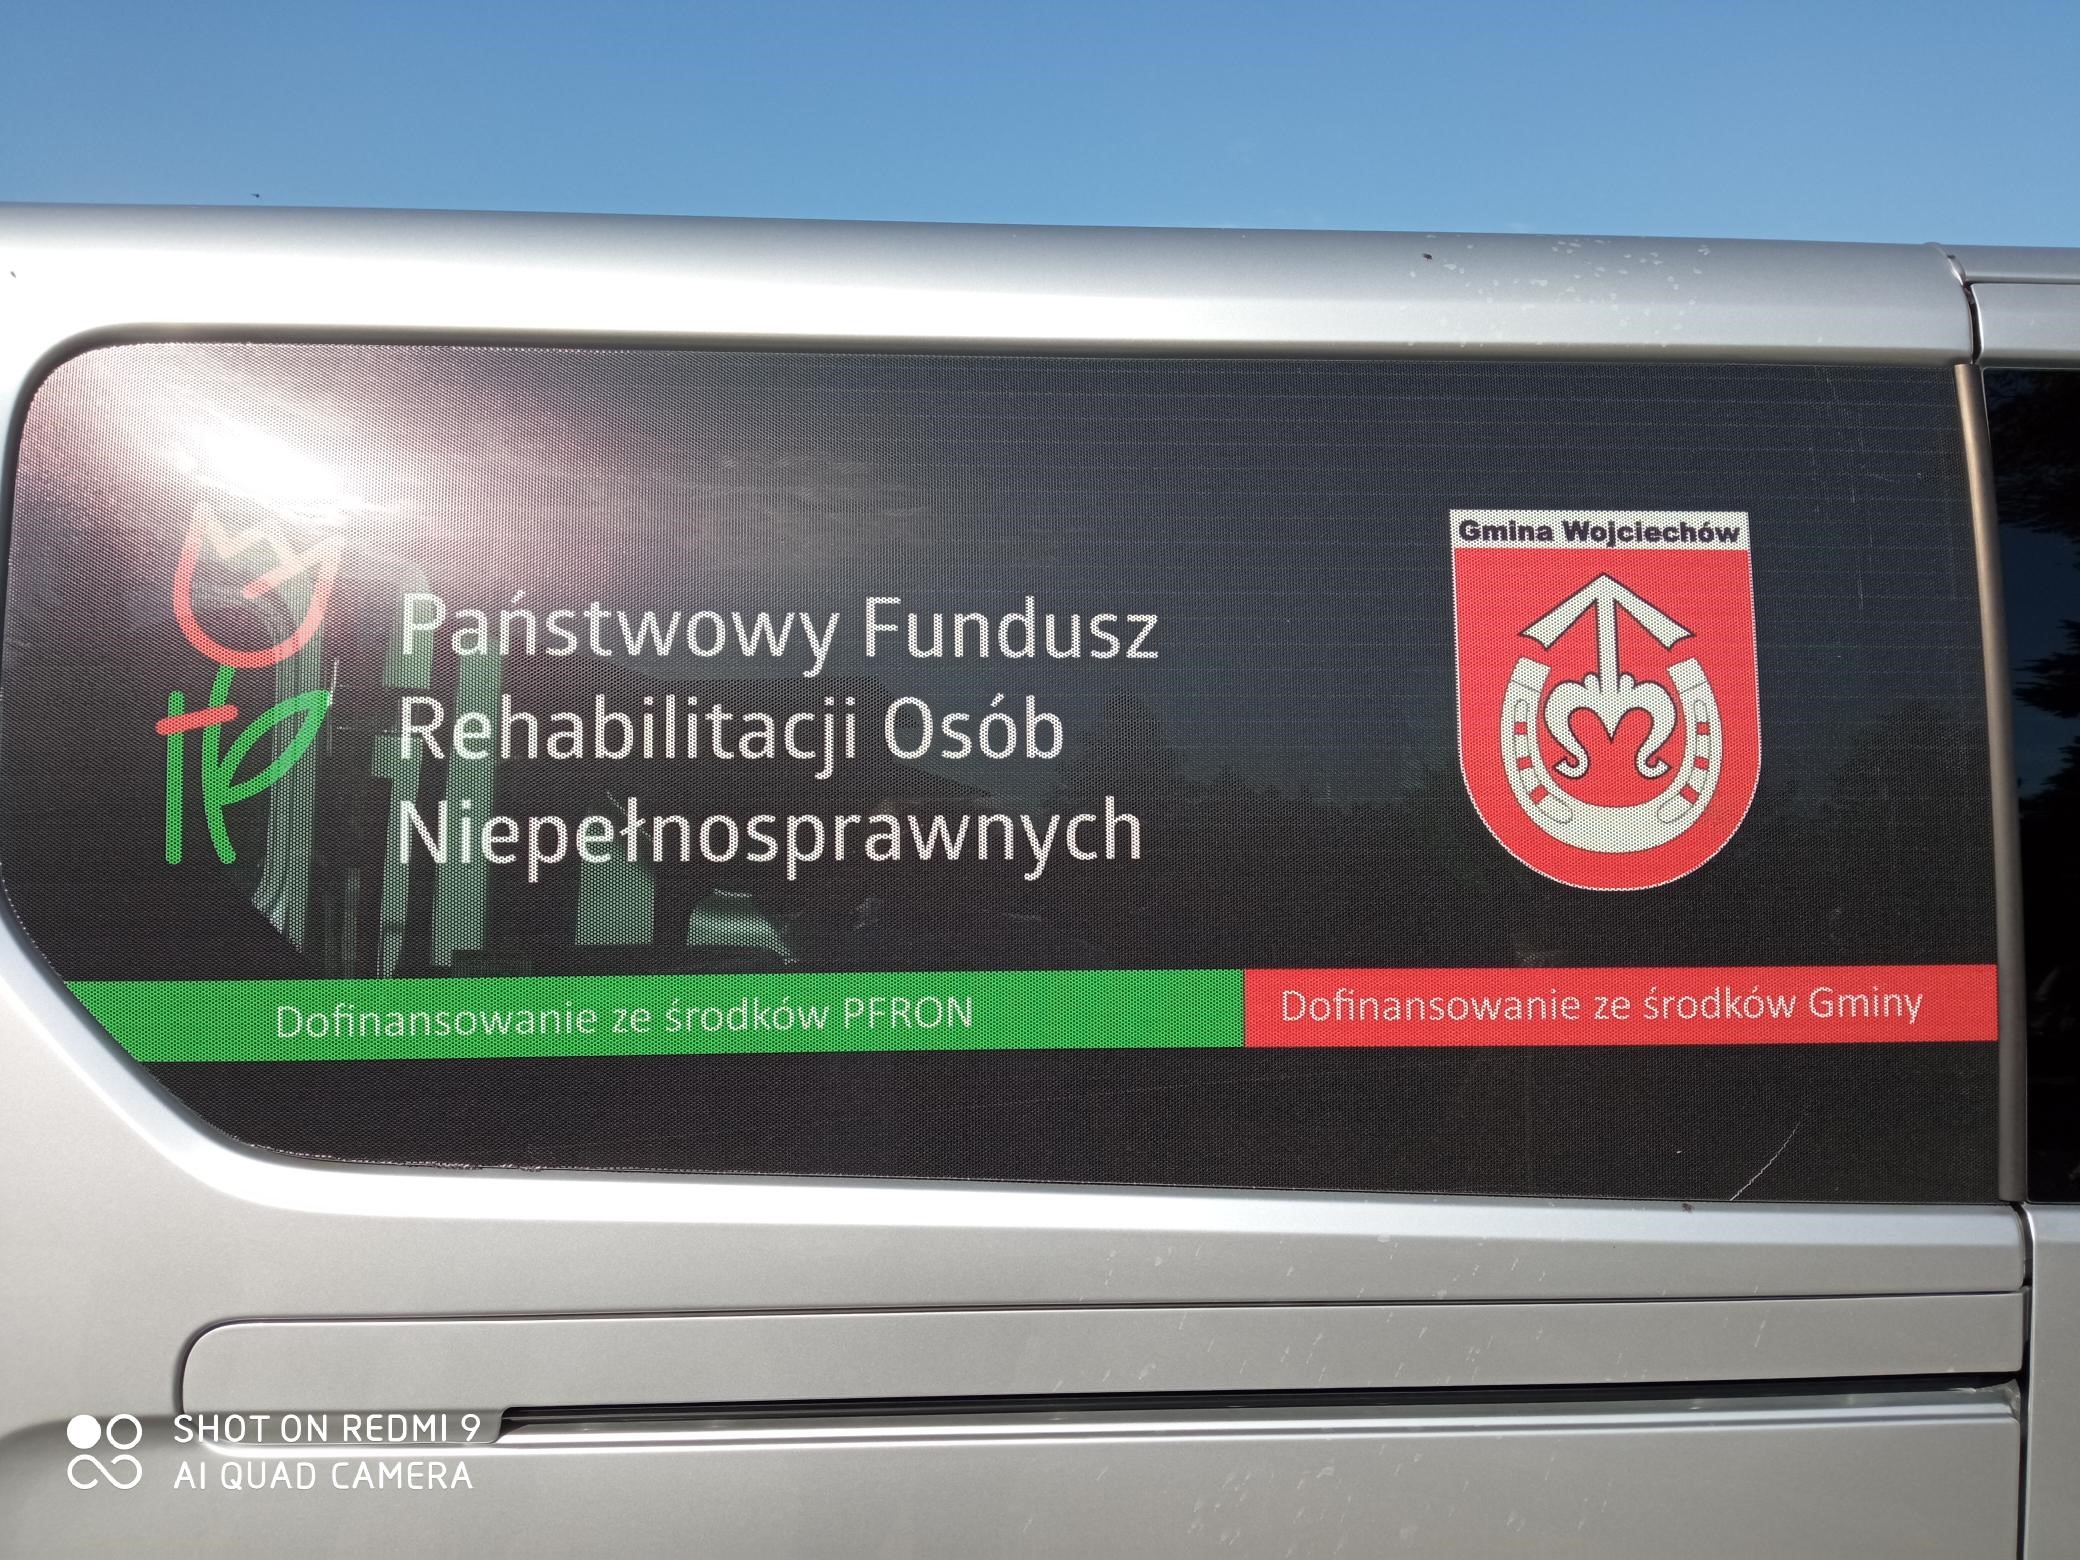 Państwowy Fundusz
Rehabilitacji Osób
Niepełnosprawnych
Gmina Wojciechów
Dofinansowanie ze środków PFRON
Dofinansowanie ze środków Gminy
SHOT ON REDMI 9
AI QUAD CAMERA